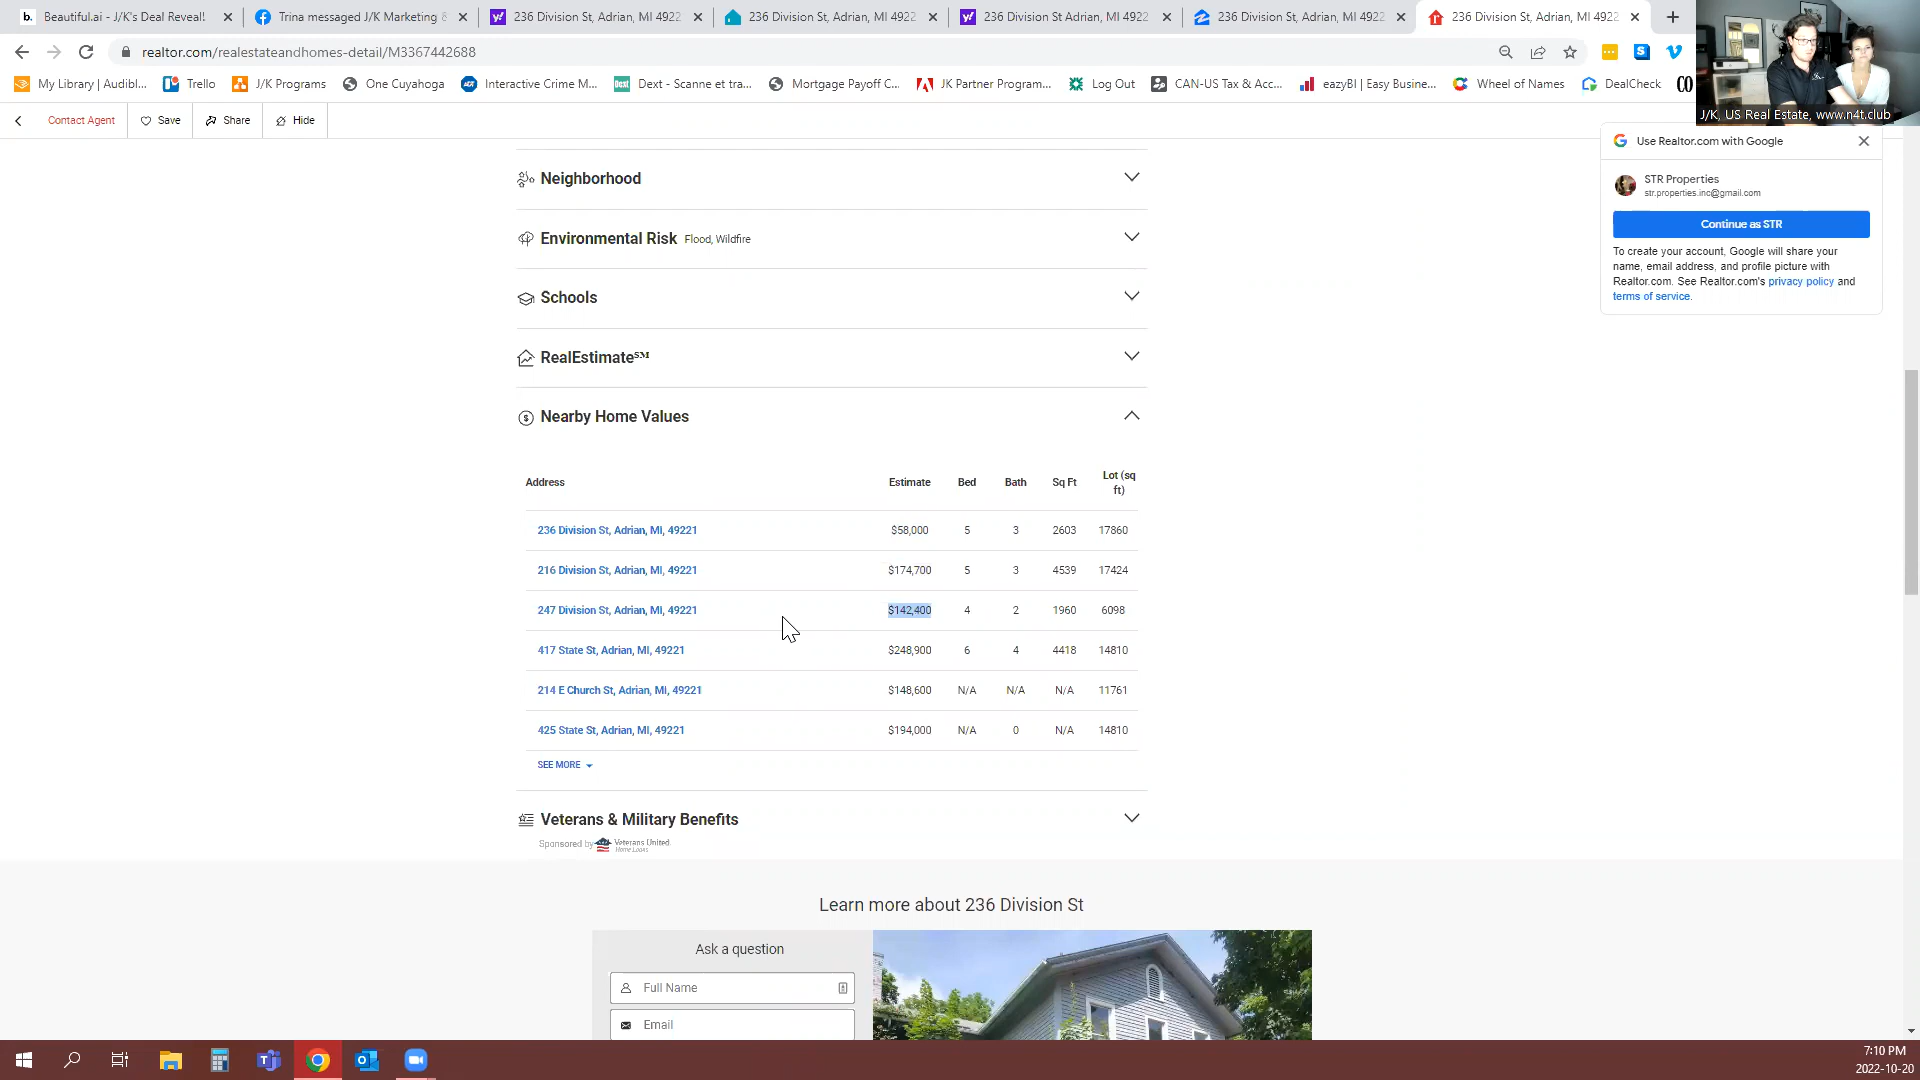 b. Beautiful.ai - J/K's Deal Reveal!
Trina messaged J/K Marketing &
236 Division St, Adrian, MI 4922
236 Division St, Adrian, MI 4922
236 Division St Adrian, MI 4922
236 Division St, Adrian, MI 4922
236 Division St, Adrian, MI 4922
realtor.com/realestateandhomes-detail/M3367442688
My Library | Audibl...
Trello
J/K Programs
One Cuyahoga
Interactive Crime M...
Dext - Scanne et tra...
Mortgage Payoff C...
JK Partner Program...
Log Out
CAN-US Tax & Acc...
eazyBI | Easy Busine...
Wheel of Names
DealCheck
J/K, US Real Estate, www.n4t.club
Contact Agent
Save
Share
Hide
Use Realtor.com with Google
STR Properties
str.properties.inc@gmail.com
Continue as STR
To create your account, Google will share your
name, email address, and profile picture with
Realtor.com. See Realtor.com's privacy policy and
terms of service.
Neighborhood
Environmental Risk Flood, Wildfire
Schools
RealEstimate℠
Nearby Home Values
Address Estimate Bed Bath Sq Ft Lot (sq ft)
236 Division St, Adrian, MI, 49221 $58,000 5 3 2603 17860
216 Division St, Adrian, MI, 49221 $174,700 5 3 4539 17424
247 Division St, Adrian, MI, 49221 $142,400 4 2 1960 6098
417 State St, Adrian, MI, 49221 $248,900 6 4 4418 14810
214 E Church St, Adrian, MI, 49221 $148,600 N/A N/A N/A 11761
425 State St, Adrian, MI, 49221 $194,000 N/A 0 N/A 14810
SEE MORE
Veterans & Military Benefits
Sponsored by Veterans United
Home Loans
Learn more about 236 Division St
Ask a question
Full Name
Email
7:10 PM
2022-10-20